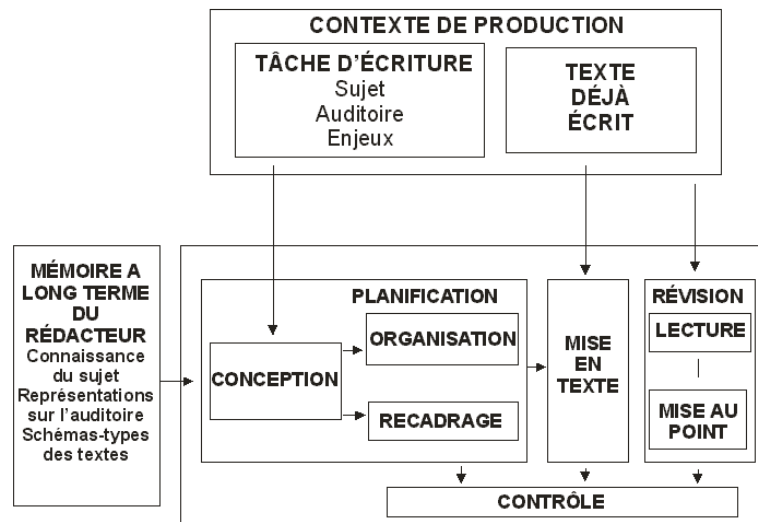 CONTEXTE DE PRODUCTION
TÂCHE D'ÉCRITURE
Sujet
Auditoire
Enjeux
TEXTE
DÉJÀ
ÉCRIT
MÉMOIRE A
LONG TERME
DU
RÉDACTEUR
Connaissance
du sujet
Représentations
sur l'auditoire
Schémas-types
des textes
PLANIFICATION
CONCEPTION
ORGANISATION
RECADRAGE
MISE
EN
TEXTE
RÉVISION
LECTURE
MISE AU
POINT
CONTRÔLE